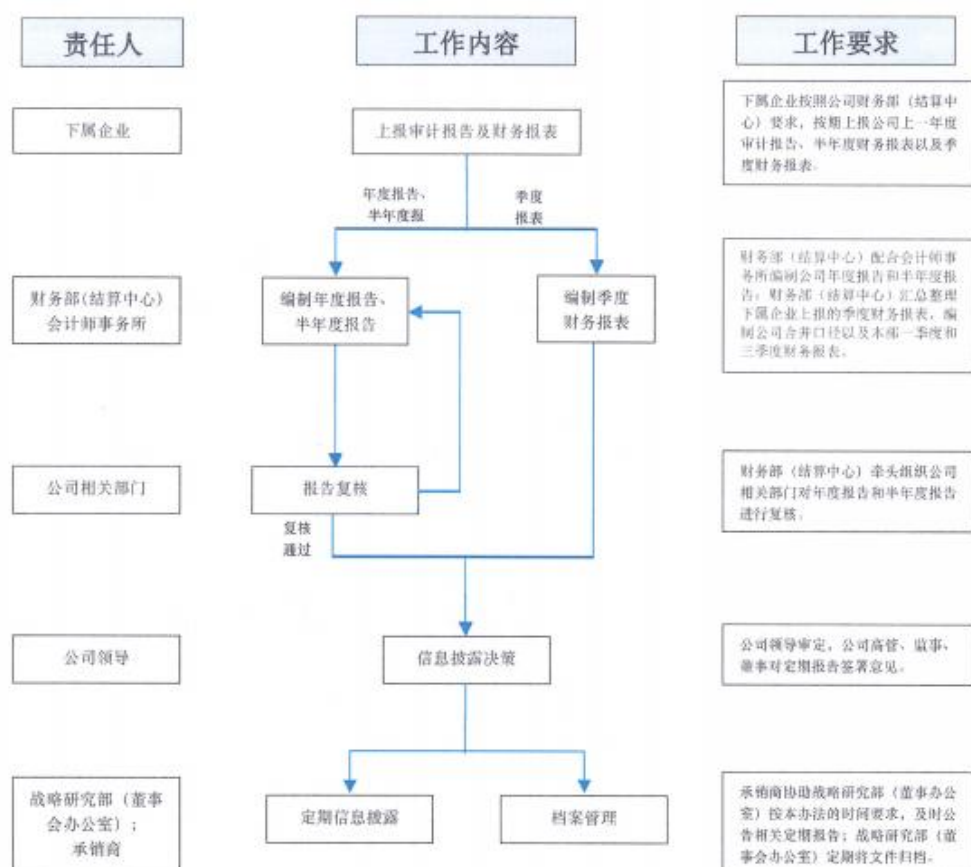 责任人
工作内容
工作要求
下属企业
上报审计报告及财务报表
下属企业按照公司财务部（结算中
心）要求，按期上报公司上一年度
审计报告、半年度财务报表以及季
度财务报表。
年度报告、
半年度报
季度
报表
财务部(结算中心)
会计师事务所
编制年度报告、
半年度报告
编制季度
财务报表
财务部（结算中心）配合会计师事
务所编制公司年度报告和半年度报
告；财务部（结算中心）汇总整理
下属企业上报的季度财务报表，编
制公司合并口径以及本部一季度和
三季度财务报表。
公司相关部门
报告复核
财务部（结算中心）牵头组织公司
相关部门对年度报告和半年度报告
进行复核。
复核
通过
公司领导
信息披露决策
公司领导审定，公司高管、监事、
董事对定期报告签署意见。
战略研究部（董事
会办公室）；
承销商
定期信息披露
档案管理
承销商协助战略研究部（董事办公
室）按本办法的时间要求，及时公
告相关定期报告；战略研究部（董
事会办公室）定期将文件归档。